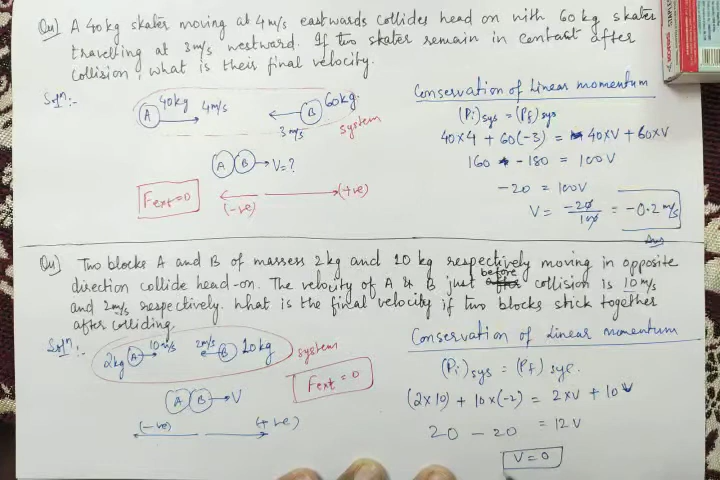 Qu) A 40kg skater moving at 4m/s eastwards collides head on with 60 kg skater
travelling at 3m/s westward. If two skater remain in contact after
collision, what is their final velocity.
Solⁿ:-
A 40kg 4m/s
B 60kg
3m/s
system
A B V=?
Fext=0
(-ve) (+ve)
Conservation of Linear momentum
(Pi)sys = (Pf)sys
40×4 + 60(-3) = 40×V + 60×V
160 - 180 = 100V
-20 = 100V
V = -20/100 = -0.2 m/s
Ans
Qu) Two blocks A and B of massess 2kg and 10 kg respectively moving in opposite
direction collide head-on. The velocity of A & B just before collision is 10 m/s
and 2m/s respectively. What is the final velocity if two blocks stick together
after colliding.
Solⁿ:-
2kg A 10m/s 2m/s B 10kg
system
Fext = 0
A B V
(-ve) (+ve)
Conservation of Linear momentum
(Pi)sys = (Pf) sys.
(2×10) + 10×(-2) = 2×V + 10V
20 - 20 = 12V
V=0